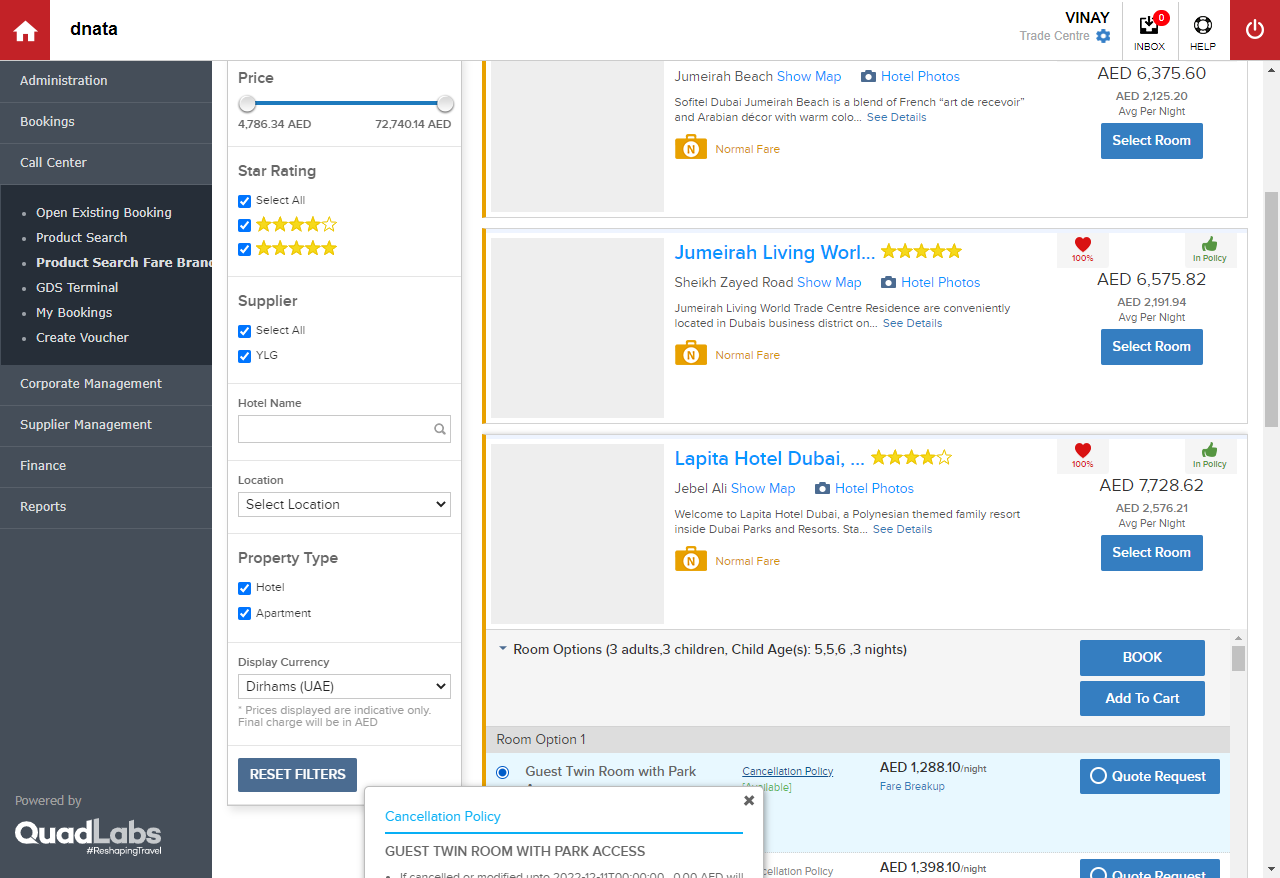 dnata
VINAY
Trade Centre
0
INBOX
HELP
Administration
Bookings
Call Center
Open Existing Booking
Product Search
Product Search Fare Bran
GDS Terminal
My Bookings
Create Voucher
Corporate Management
Supplier Management
Finance
Reports
Powered by
QuadLabs
#ReshapingTravel
Price
4,786.34 AED 72,740.14 AED
Star Rating
Select All
Supplier
Select All
YLG
Hotel Name
Location
Select Location
Property Type
Hotel
Apartment
Display Currency
Dirhams (UAE)
* Prices displayed are indicative only.
Final charge will be in AED
RESET FILTERS
Jumeirah Beach Show Map Hotel Photos
Sofitel Dubai Jumeirah Beach is a blend of French “art de recevoir”
and Arabian décor with warm colo... See Details
N Normal Fare
AED 6,375.60
AED 2,125.20
Avg Per Night
Select Room
Jumeirah Living Worl...
Sheikh Zayed Road Show Map Hotel Photos
Jumeirah Living World Trade Centre Residence are conveniently
located in Dubais business district on... See Details
N Normal Fare
100%
In Policy
AED 6,575.82
AED 2,191.94
Avg Per Night
Select Room
Lapita Hotel Dubai, ...
Jebel Ali Show Map Hotel Photos
Welcome to Lapita Hotel Dubai, a Polynesian themed family resort
inside Dubai Parks and Resorts. Sta... See Details
N Normal Fare
100%
In Policy
AED 7,728.62
AED 2,576.21
Avg Per Night
Select Room
Room Options (3 adults,3 children, Child Age(s): 5,5,6 ,3 nights)
BOOK
Add To Cart
Room Option 1
Guest Twin Room with Park
Cancellation Policy
AED 1,288.10/night
Fare Breakup
Quote Request
Cancellation Policy
GUEST TWIN ROOM WITH PARK ACCESS
If cancelled or modified upto 2022-12-11T00:00:00 , 0.00 AED will
cellation Policy
AED 1,398.10/night
Quote Request